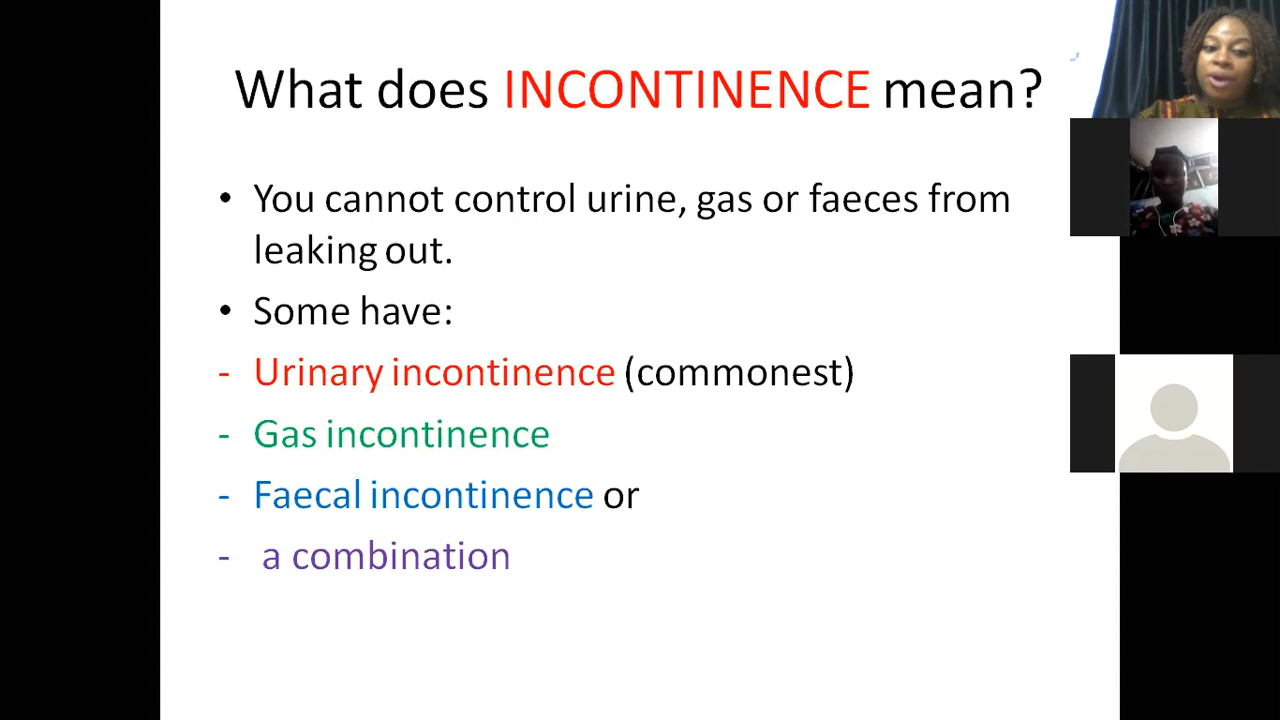 What does INCONTINENCE mean?
• You cannot control urine, gas or faeces from
leaking out.
• Some have:
- Urinary incontinence (commonest)
- Gas incontinence
- Faecal incontinence or
- a combination